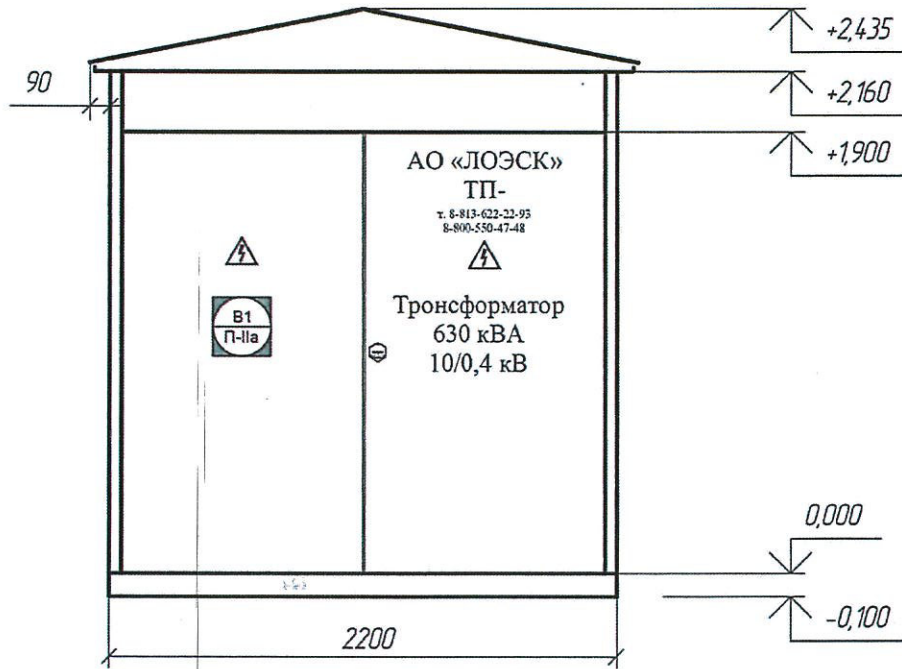 +2,435
90
+2,160
+1,900
АО «ЛОЭСК»
ТП-
т. 8-813-622-22-93
8-800-550-47-48
В1
П-IIа
Тронсформатор
630 кВА
10/0,4 кВ
0,000
-0,100
2200